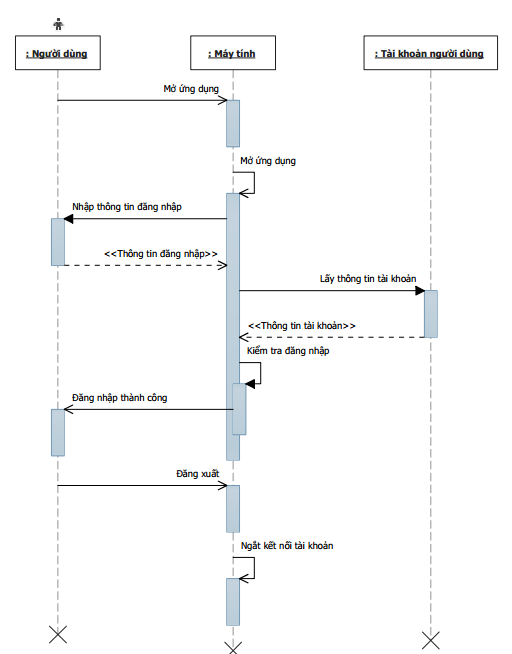 : Người dùng
: Máy tính
: Tài khoản người dùng
Mở ứng dụng
Mở ứng dụng
Nhập thông tin đăng nhập
<<Thông tin đăng nhập>>
Lấy thông tin tài khoản
<<Thông tin tài khoản>>
Kiểm tra đăng nhập
Đăng nhập thành công
Đăng xuất
Ngắt kết nối tài khoản